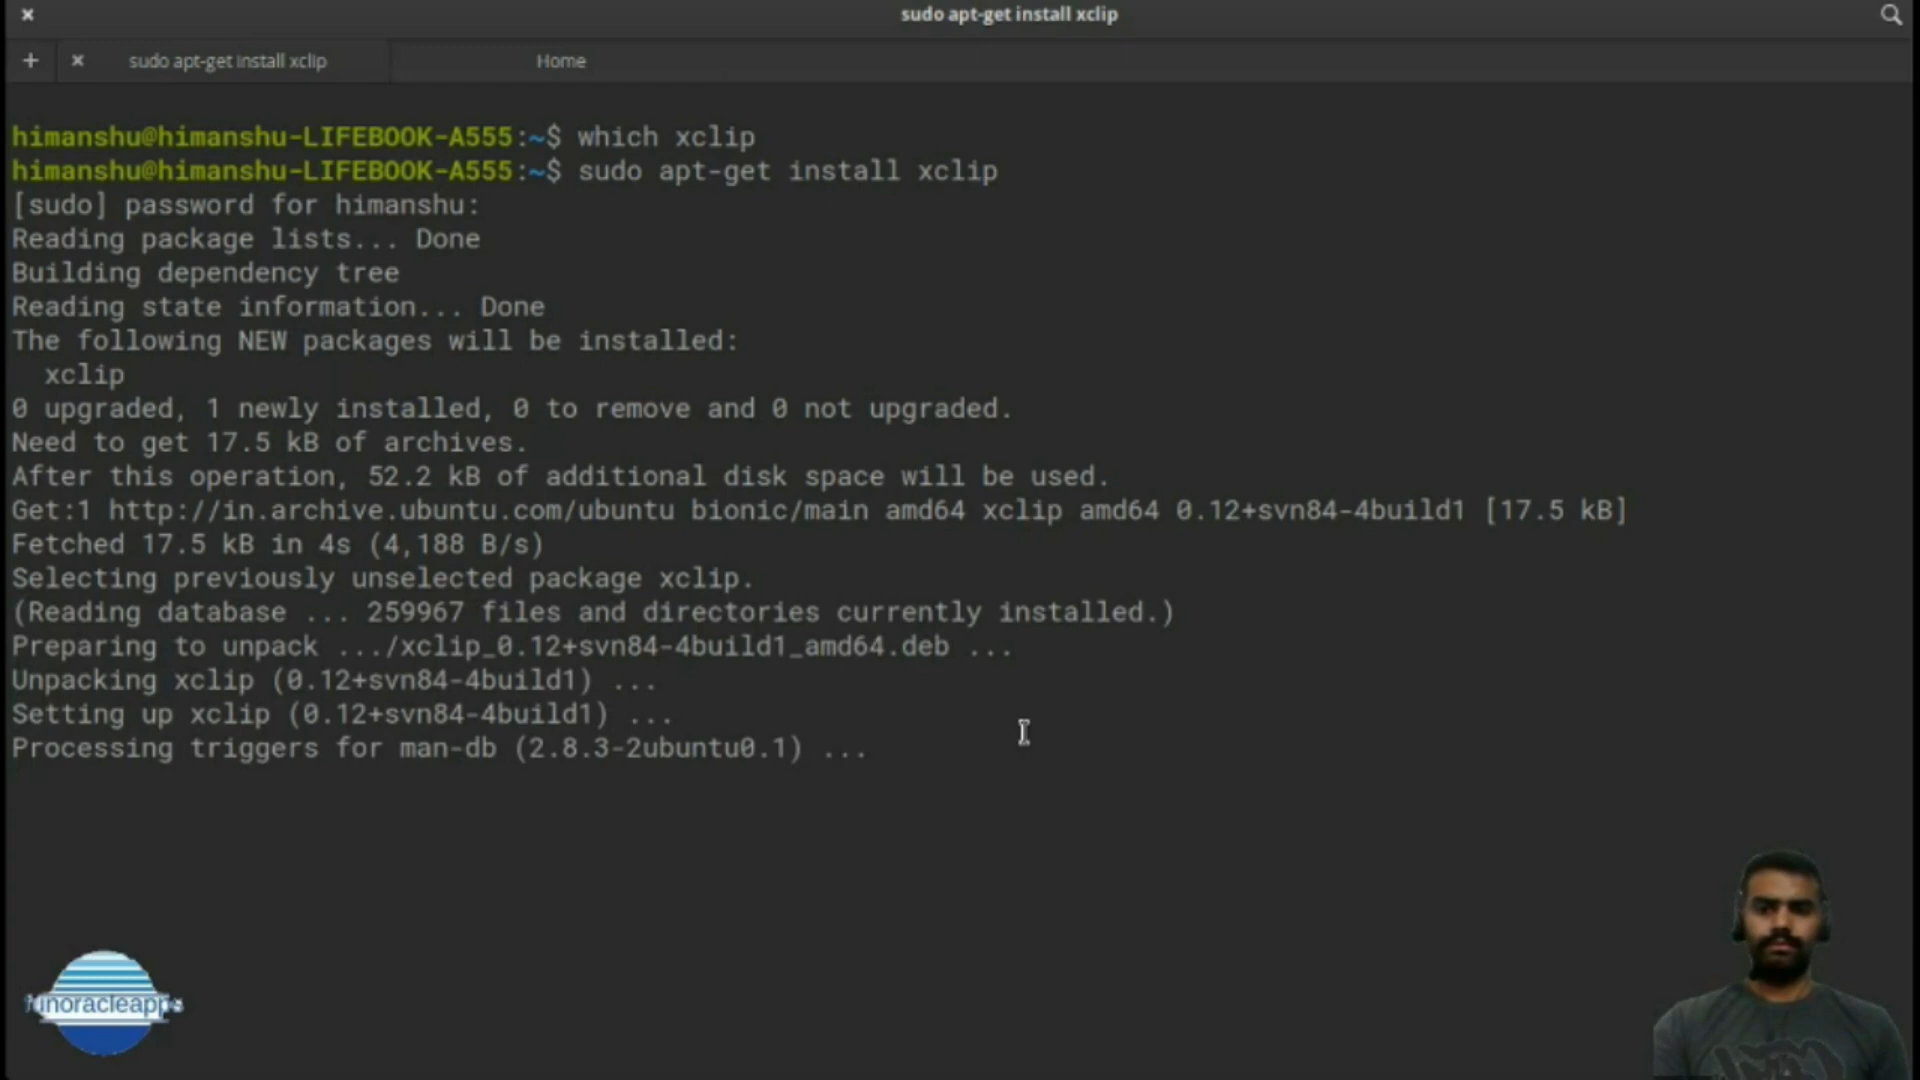 sudo apt-get install xclip
sudo apt-get install xclip
Home
himanshu@himanshu-LIFEBOOK-A555:~$ which xclip
himanshu@himanshu-LIFEBOOK-A555:~$ sudo apt-get install xclip
[sudo] password for himanshu:
Reading package lists... Done
Building dependency tree
Reading state information... Done
The following NEW packages will be installed:
xclip
0 upgraded, 1 newly installed, 0 to remove and 0 not upgraded.
Need to get 17.5 kB of archives.
After this operation, 52.2 kB of additional disk space will be used.
Get:1 http://in.archive.ubuntu.com/ubuntu bionic/main amd64 xclip amd64 0.12+svn84-4build1 [17.5 kB]
Fetched 17.5 kB in 4s (4,188 B/s)
Selecting previously unselected package xclip.
(Reading database ... 259967 files and directories currently installed.)
Preparing to unpack .../xclip_0.12+svn84-4build1_amd64.deb ...
Unpacking xclip (0.12+svn84-4build1) ...
Setting up xclip (0.12+svn84-4build1) ...
Processing triggers for man-db (2.8.3-2ubuntu0.1) ...
funoracleapps